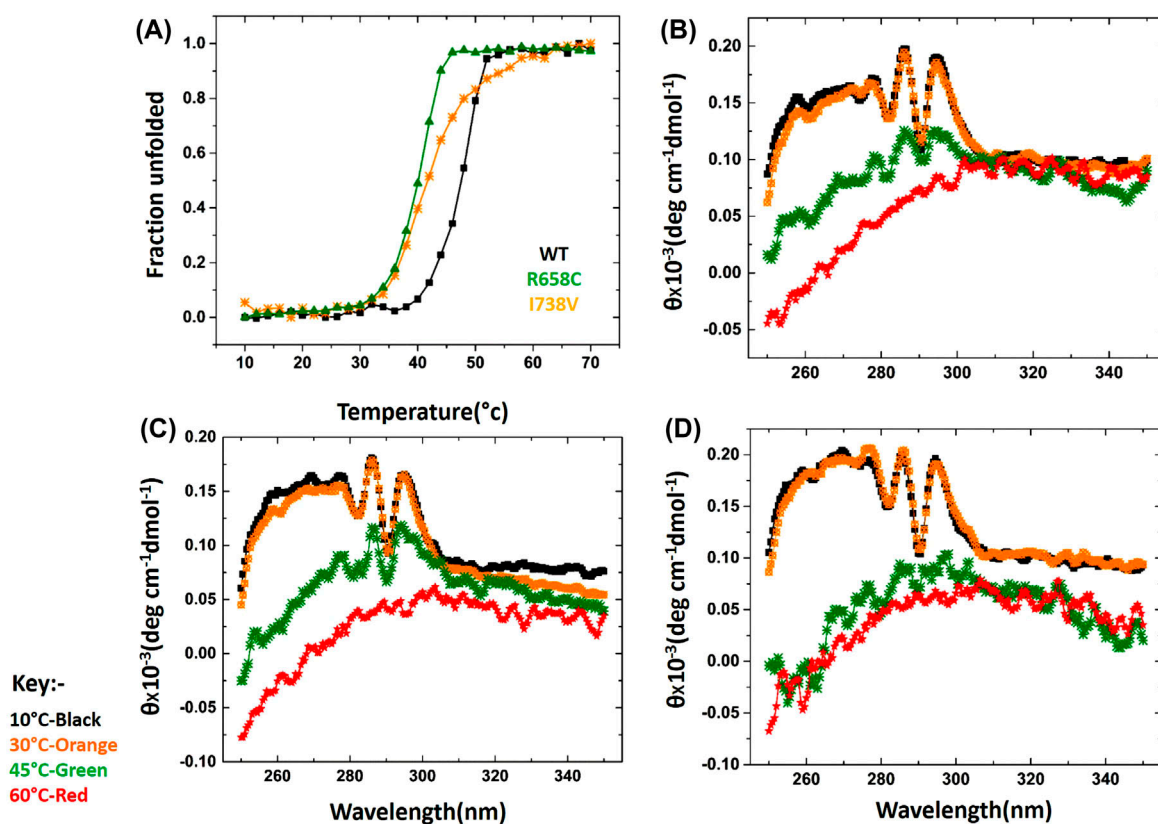 (A)
Fraction unfolded
1.0
0.8
0.6
0.4
0.2
0.0
WT
R658C
I738V
10 20 30 40 50 60 70
Temperature(°c)
(B)
θx10⁻³(deg cm⁻¹dmol⁻¹)
0.20
0.15
0.10
0.05
0.00
-0.05
260 280 300 320 340
(C)
θx10⁻³(deg cm⁻¹dmol⁻¹)
0.20
0.15
0.10
0.05
0.00
-0.05
-0.10
260 280 300 320 340
Wavelength(nm)
(D)
θx10⁻³(deg cm⁻¹dmol⁻¹)
0.20
0.15
0.10
0.05
0.00
-0.05
-0.10
260 280 300 320 340
Wavelength(nm)
Key:-
10°C-Black
30°C-Orange
45°C-Green
60°C-Red